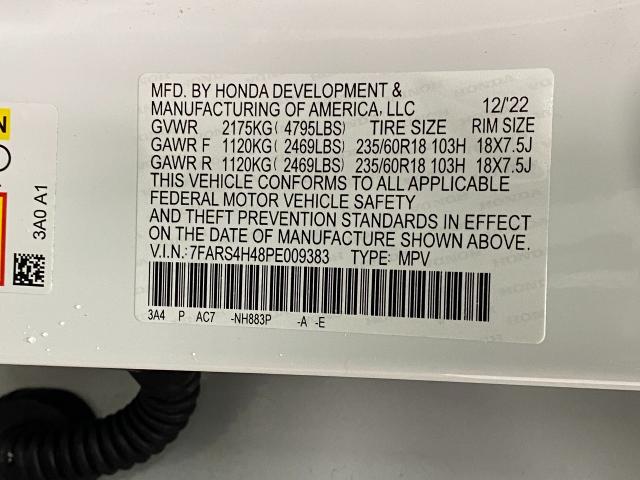 MFD. BY HONDA DEVELOPMENT &
MANUFACTURING OF AMERICA, LLC 12/'22
GVWR 2175KG (4795LBS) TIRE SIZE RIM SIZE
GAWR F 1120KG (2469LBS) 235/60R18 103H 18X7.5J
GAWR R 1120KG (2469LBS) 235/60R18 103H 18X7.5J
THIS VEHICLE CONFORMS TO ALL APPLICABLE
FEDERAL MOTOR VEHICLE SAFETY
AND THEFT PREVENTION STANDARDS IN EFFECT
ON THE DATE OF MANUFACTURE SHOWN ABOVE.
V.I.N.: 7FARS4H48PE009383 TYPE: MPV
3A4 P AC7 -NH883P -A -E
3A0 A1